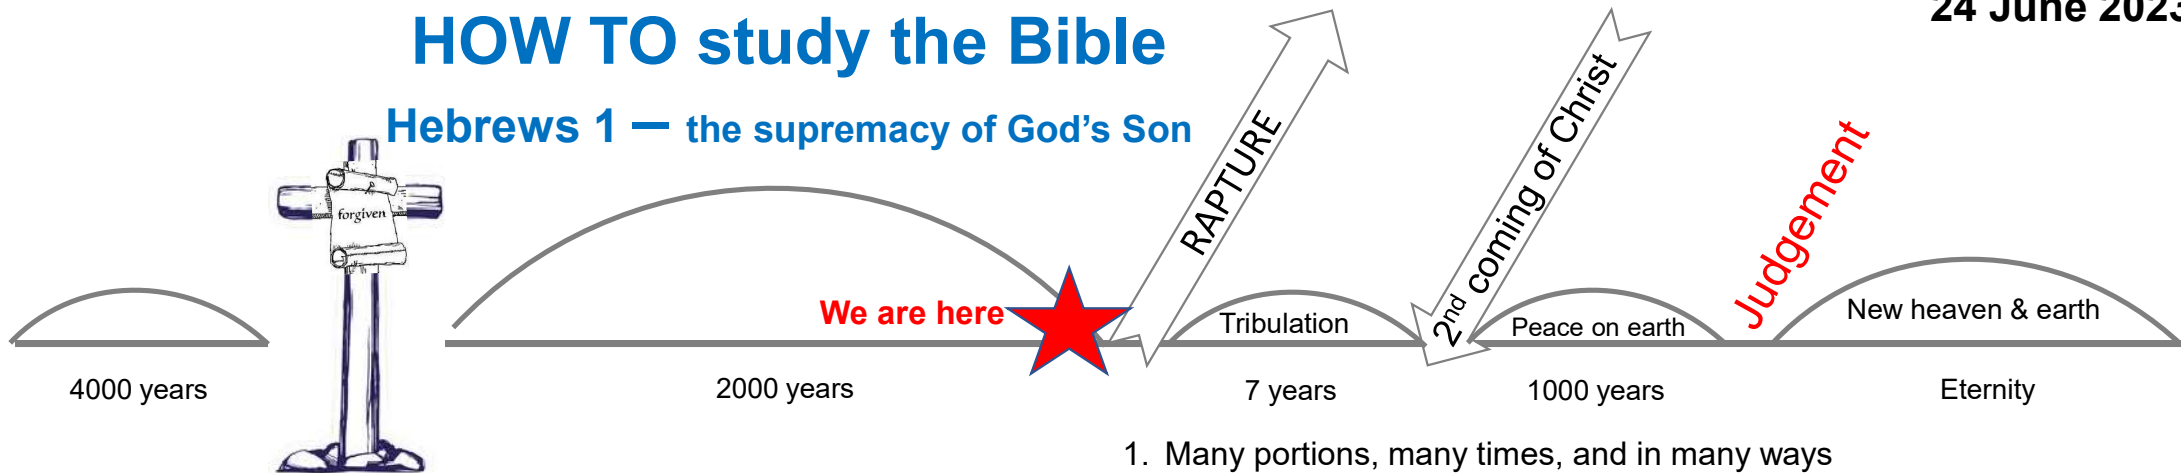 24 June 2023
HOW TO study the Bible
Hebrews 1 — the supremacy of God's Son
forgiven
We are here
RAPTURE
Tribulation
2nd coming of Christ
Peace on earth
Judgement
New heaven & earth
4000 years
2000 years
7 years
1000 years
Eternity
1. Many portions, many times, and in many ways